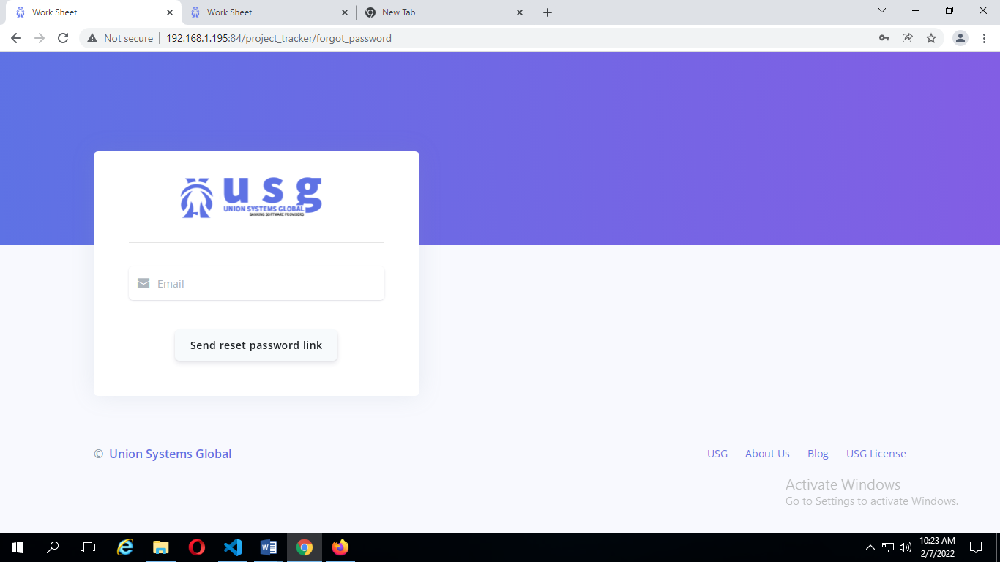 Work Sheet
Work Sheet
New Tab
Not secure
192.168.1.195:84/project_tracker/forgot_password
usg
UNION SYSTEMS GLOBAL
BANKING SOFTWARE PROVIDERS
Email
Send reset password link
© Union Systems Global
USG About Us Blog USG License
Activate Windows
Go to Settings to activate Windows.
10:23 AM
2/7/2022